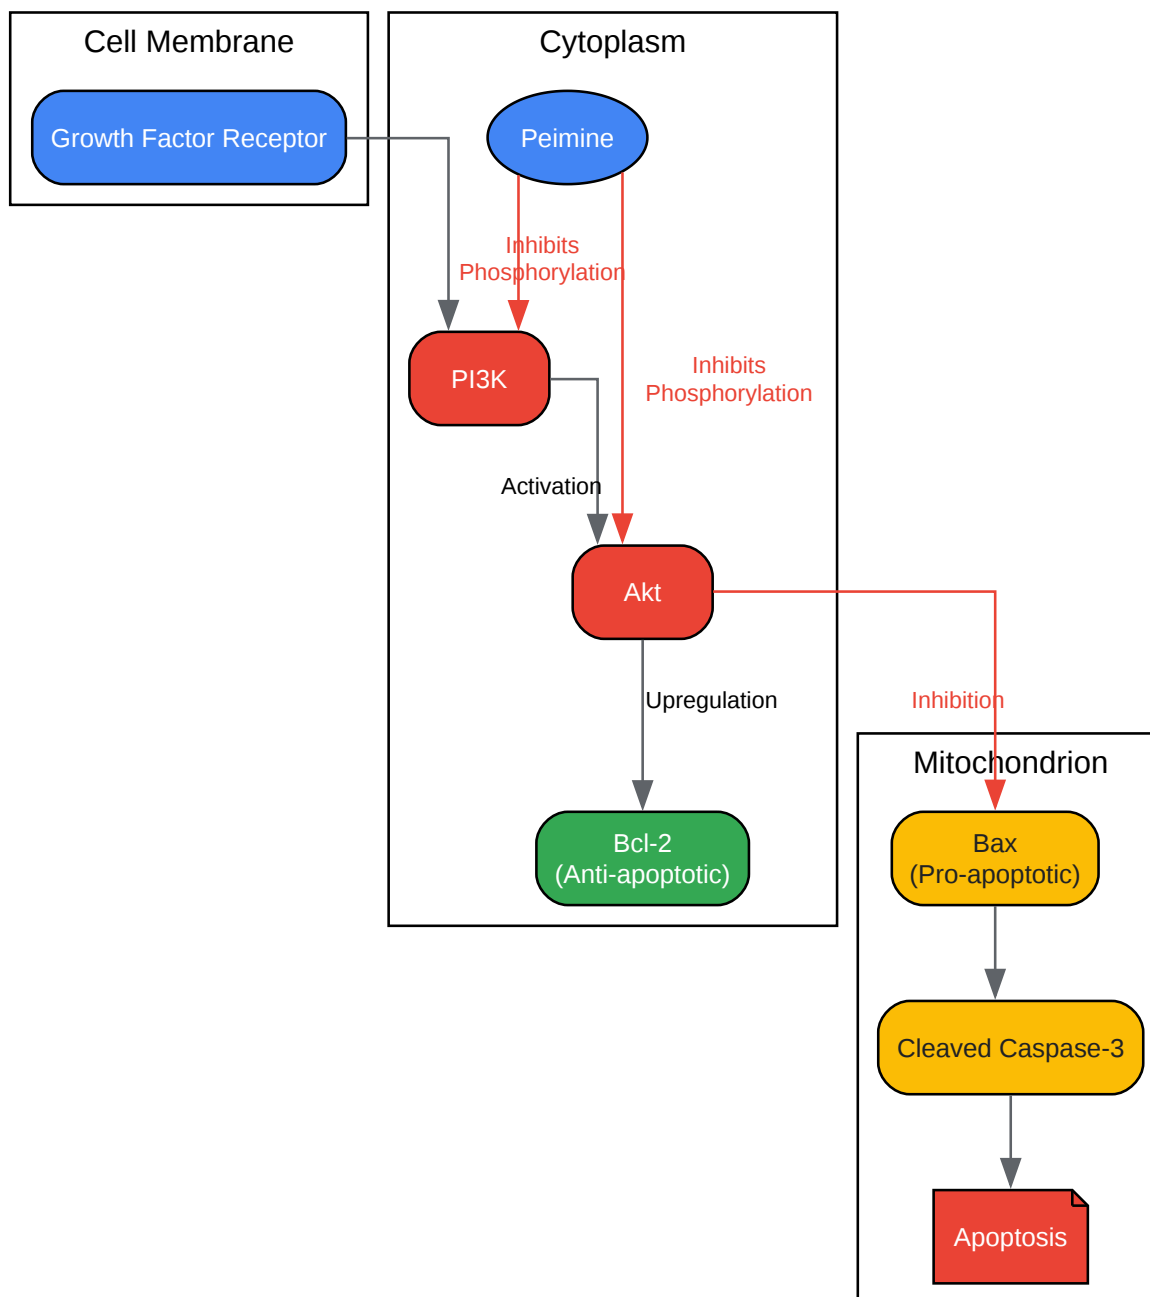 Cell Membrane
Cytoplasm
Growth Factor Receptor
Peimine
Inhibits
Phosphorylation
PI3K
Inhibits
Phosphorylation
Activation
Akt
Upregulation
Inhibition
Mitochondrion
Bcl-2
(Anti-apoptotic)
Bax
(Pro-apoptotic)
Cleaved Caspase-3
Apoptosis